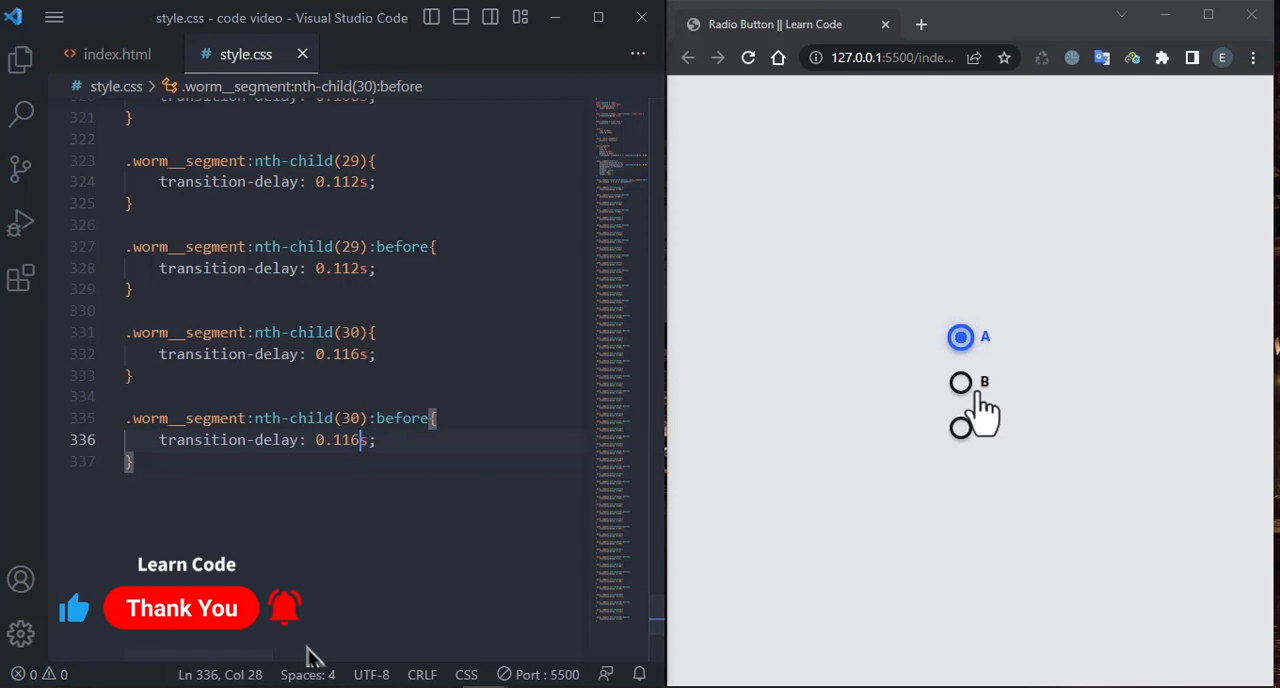 style.css - code video - Visual Studio Code
index.html
# style.css
# style.css > .worm__segment:nth-child(30):before
321 }
322
323 .worm__segment:nth-child(29){
324 transition-delay: 0.112s;
325 }
326
327 .worm__segment:nth-child(29):before{
328 transition-delay: 0.112s;
329 }
330
331 .worm__segment:nth-child(30){
332 transition-delay: 0.116s;
333 }
334
335 .worm__segment:nth-child(30):before{
336 transition-delay: 0.116s;
337 }
Learn Code
Thank You
0 0 Ln 336, Col 28 Spaces: 4 UTF-8 CRLF CSS Port : 5500
Radio Button || Learn Code
127.0.0.1:5500/inde...
E
A
B